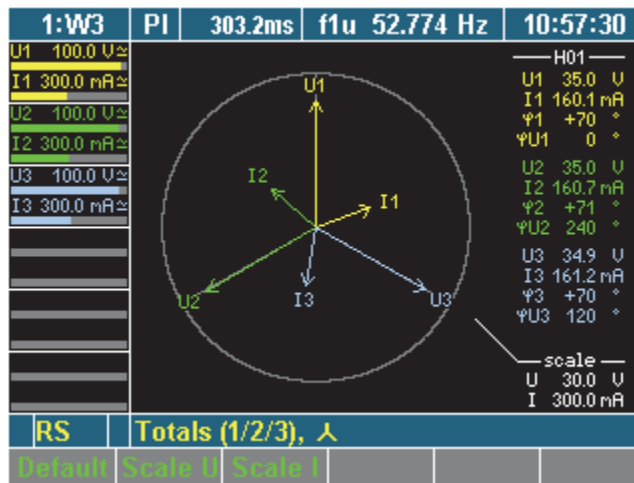 1:W3 PI 303.2ms f1u 52.774 Hz 10:57:30
U1 100.0 V≃
I1 300.0 mA≃
U2 100.0 V≃
I2 300.0 mA≃
U3 100.0 V≃
I3 300.0 mA≃
U1
I2
I1
U2
I3
U3
H01
U1 35.0 V
I1 160.1 mA
φ1 +70 °
φU1 0 °
U2 35.0 V
I2 160.7 mA
φ2 +71 °
φU2 240 °
U3 34.9 V
I3 161.2 mA
φ3 +70 °
φU3 120 °
scale
U 30.0 V
I 300.0 mA
RS Totals (1/2/3), ⅄
Default Scale U Scale I